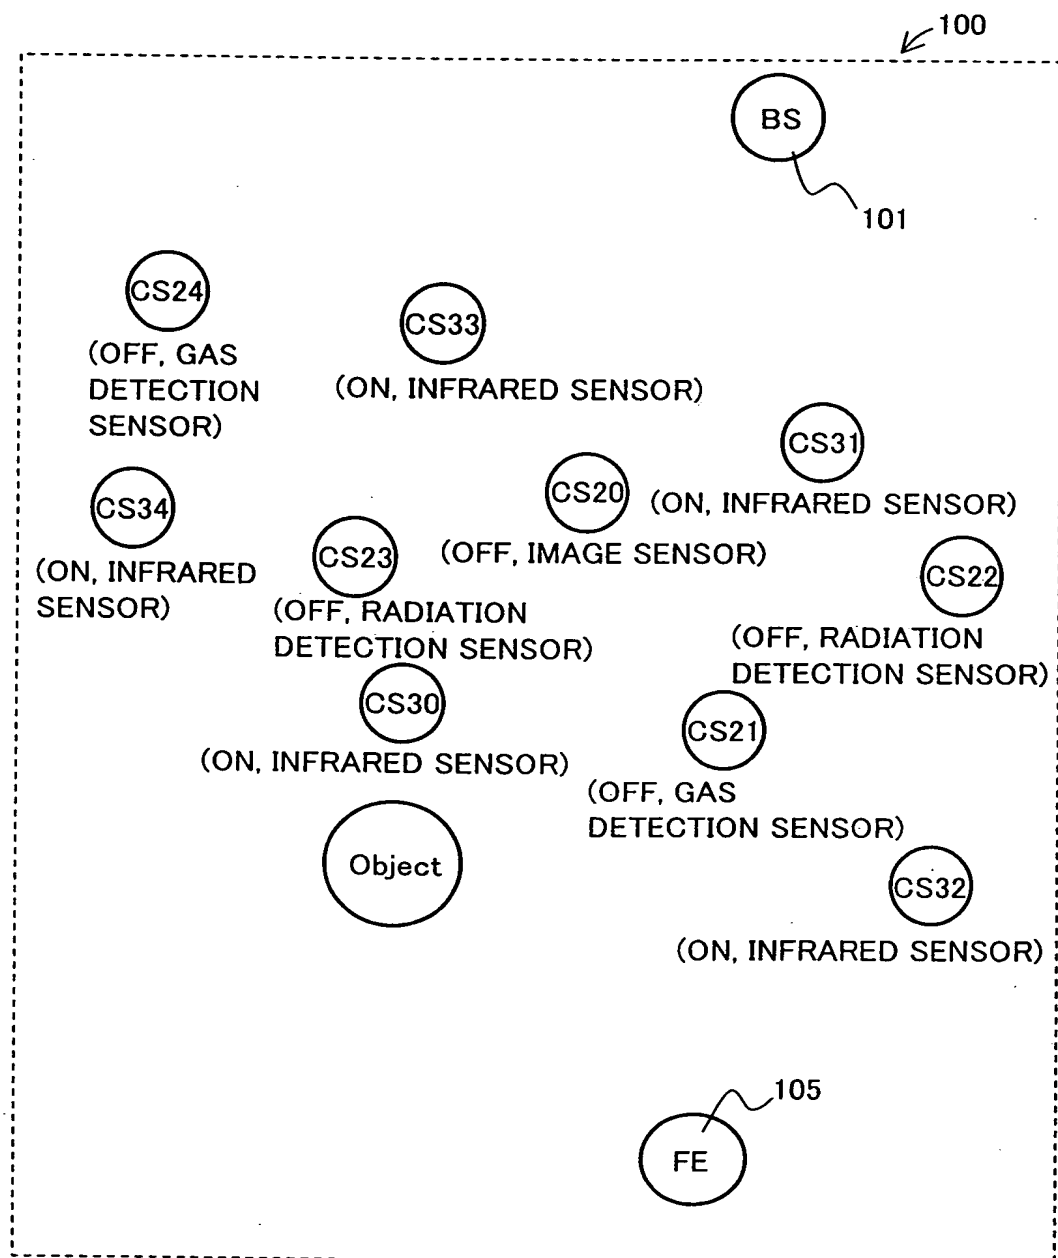 100
BS
101
CS24
(OFF, GAS
DETECTION
SENSOR)
CS33
(ON, INFRARED SENSOR)
CS31
(ON, INFRARED SENSOR)
CS34
(ON, INFRARED
SENSOR)
CS20
(OFF, IMAGE SENSOR)
CS23
(OFF, RADIATION
DETECTION SENSOR)
CS22
(OFF, RADIATION
DETECTION SENSOR)
CS30
(ON, INFRARED SENSOR)
CS21
(OFF, GAS
DETECTION SENSOR)
Object
CS32
(ON, INFRARED SENSOR)
105
FE